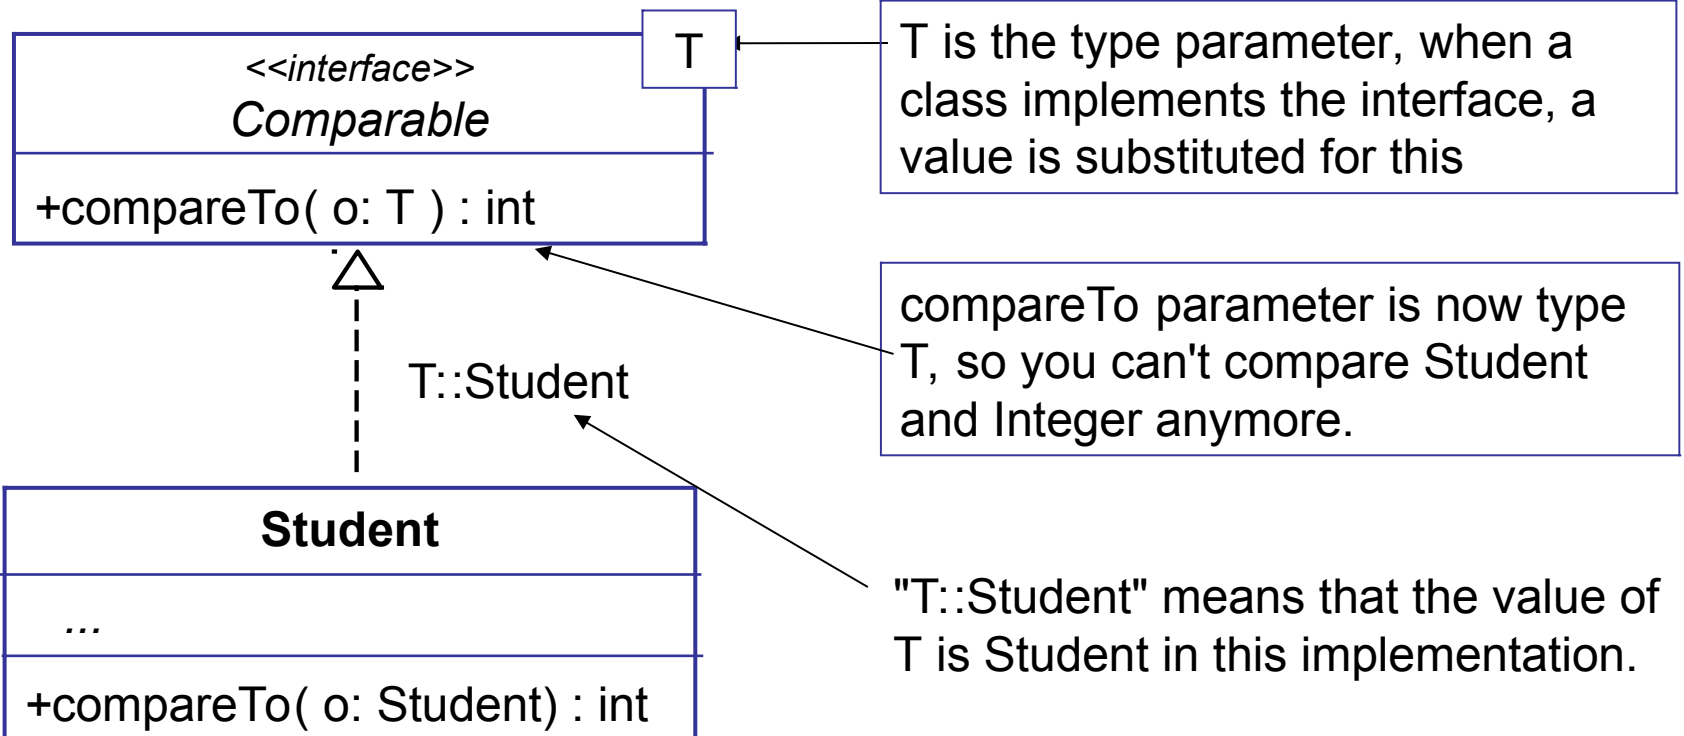 <<interface>>
Comparable
T
+compareTo( o: T ) : int
T is the type parameter, when a
class implements the interface, a
value is substituted for this
compareTo parameter is now type
T, so you can't compare Student
and Integer anymore.
T::Student
"T::Student" means that the value of
T is Student in this implementation.
Student
...
+compareTo( o: Student) : int